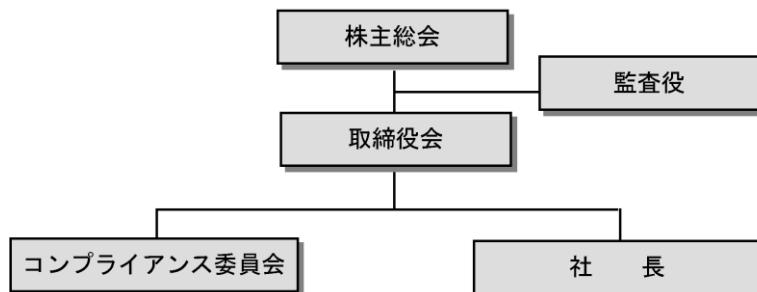 株主総会
監査役
取締役会
コンプライアンス委員会
社　　長